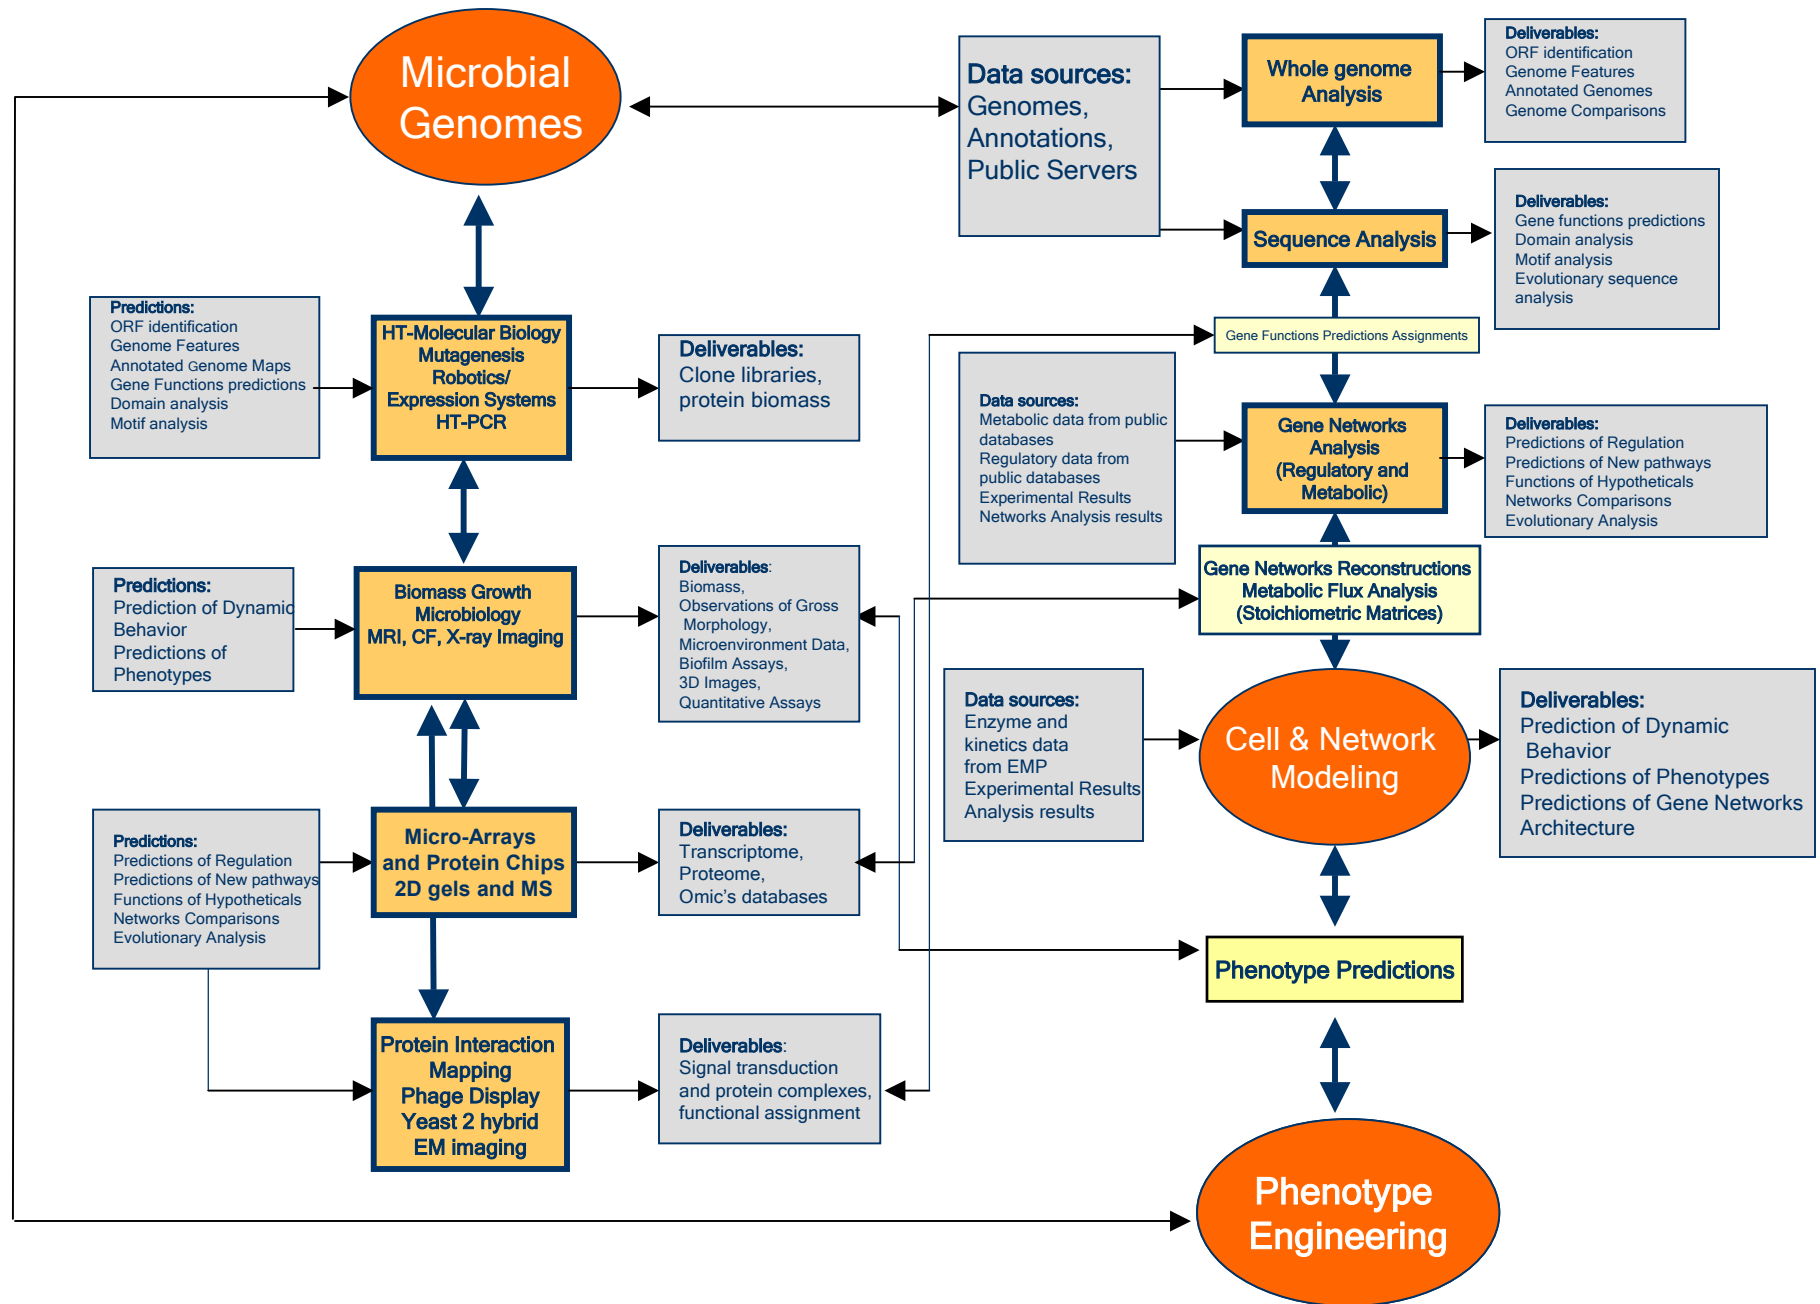 Microbial
Genomes
Data sources:
Genomes,
Annotations,
Public Servers
Whole genome
Analysis
Deliverables:
ORF identification
Genome Features
Annotated Genomes
Genome Comparisons
Sequence Analysis
Deliverables:
Gene functions predictions
Domain analysis
Motif analysis
Evolutionary sequence
analysis
Predictions:
ORF identification
Genome Features
Annotated Genome Maps
Gene Functions predictions
Domain analysis
Motif analysis
HT-Molecular Biology
Mutagenesis
Robotics/
Expression Systems
HT-PCR
Deliverables:
Clone libraries,
protein biomass
Gene Functions Predictions Assignments
Data sources:
Metabolic data from public
databases
Regulatory data from
public databases
Experimental Results
Networks Analysis results
Gene Networks
Analysis
(Regulatory and
Metabolic)
Deliverables:
Predictions of Regulation
Predictions of New pathways
Functions of Hypotheticals
Networks Comparisons
Evolutionary Analysis
Predictions:
Prediction of Dynamic
Behavior
Predictions of
Phenotypes
Biomass Growth
Microbiology
MRI, CF, X-ray Imaging
Deliverables:
Biomass,
Observations of Gross
Morphology,
Microenvironment Data,
Biofilm Assays,
3D Images,
Quantitative Assays
Gene Networks Reconstructions
Metabolic Flux Analysis
(Stoichiometric Matrices)
Data sources:
Enzyme and
kinetics data
from EMP
Experimental Results
Analysis results
Cell & Network
Modeling
Deliverables:
Prediction of Dynamic
Behavior
Predictions of Phenotypes
Predictions of Gene Networks
Architecture
Predictions:
Predictions of Regulation
Predictions of New pathways
Functions of Hypotheticals
Networks Comparisons
Evolutionary Analysis
Micro-Arrays
and Protein Chips
2D gels and MS
Deliverables:
Transcriptome,
Proteome,
Omic's databases
Phenotype Predictions
Protein Interaction
Mapping
Phage Display
Yeast 2 hybrid
EM imaging
Deliverables:
Signal transduction
and protein complexes,
functional assignment
Phenotype
Engineering